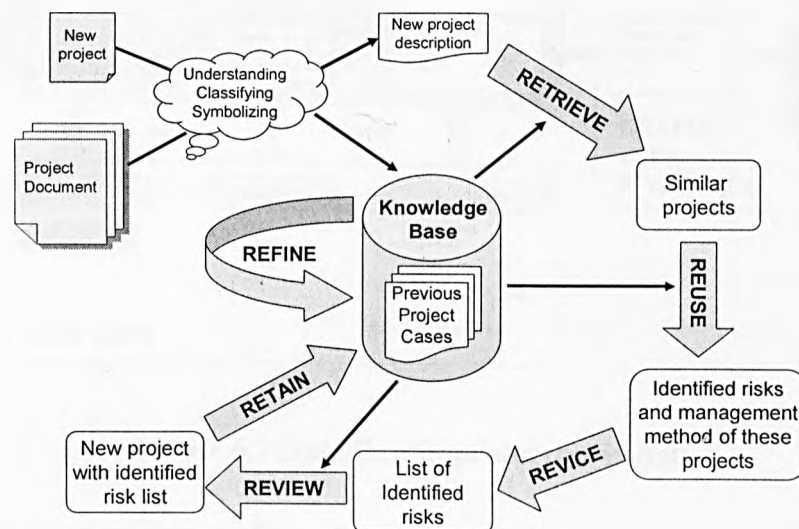 New
project
New project
description
Understanding
Classifying
Symbolizing
RETRIEVE
Project
Document
Similar
projects
Knowledge
Base
REFINE
Previous
Project
Cases
REUSE
RETAIN
Identified risks
and management
method of these
projects
REVICE
List of
Identified
risks
REVIEW
New project
with identified
risk list